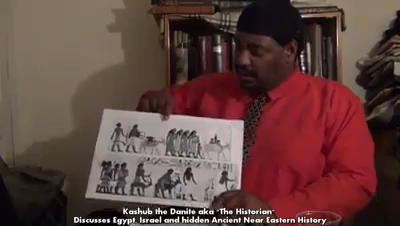 Kashub the Danite aka "The Historian"
Discusses Egypt, Israel and hidden Ancient Near Eastern History